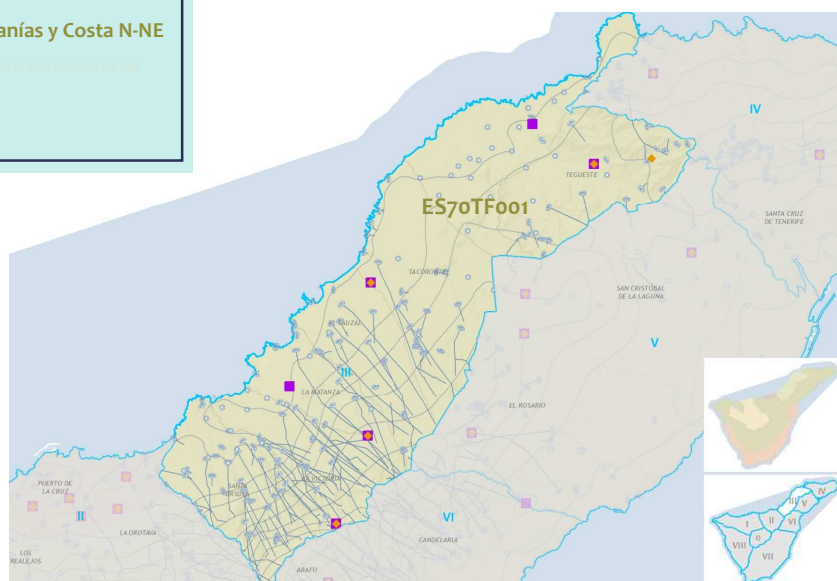 anías y Costa N-NE
IV
TEGUESTE
ES70TF001
SANTA CRUZ
DE TENERIFE
TACORONTE
SAN CRISTÓBAL
DE LA LAGUNA
EL SAUZAL
V
III
LA MATANZA
EL ROSARIO
LA VICTORIA
SANTA
ÚRSULA
PUERTO DE
LA CRUZ
II
VI
LA OROTAVA
CANDELARIA
LOS
REALEJOS
ARAFO
III
IV
V
I
II
VI
O
VIII
VII